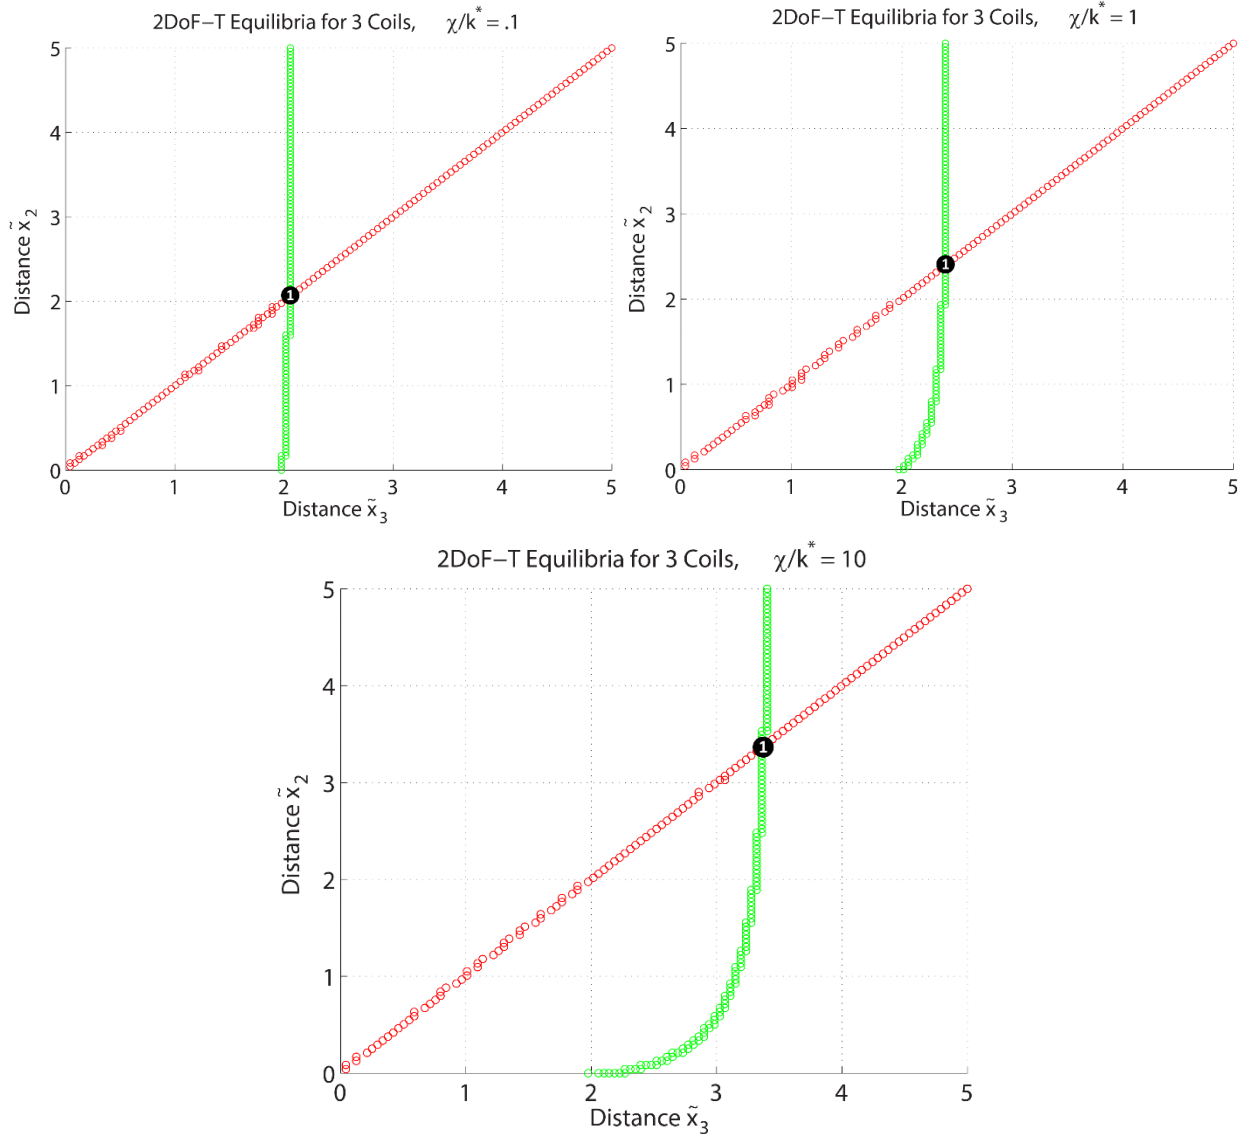 2DoF−T Equilibria for 3 Coils, χ/k* = .1
5
4
3
2
1
0
Distance x̃₂
1
0 1 2 3 4 5
Distance x̃₃
2DoF−T Equilibria for 3 Coils, χ/k* = 1
5
4
3
2
1
0
Distance x̃₂
1
0 1 2 3 4 5
Distance x̃₃
2DoF−T Equilibria for 3 Coils, χ/k* = 10
5
4
3
2
1
0
Distance x̃₂
1
0 1 2 3 4 5
Distance x̃₃